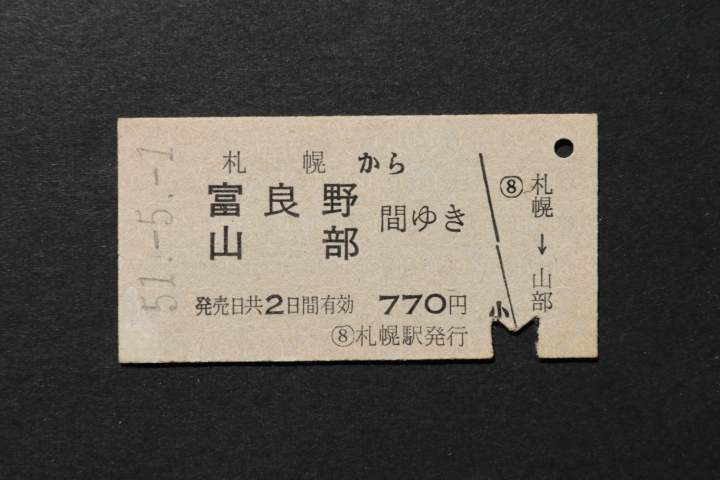 51.-5.-1
札幌から
富良野
山部
間ゆき
発売日共2日間有効 770円
⑧札幌駅発行
小
⑧
札幌→山部